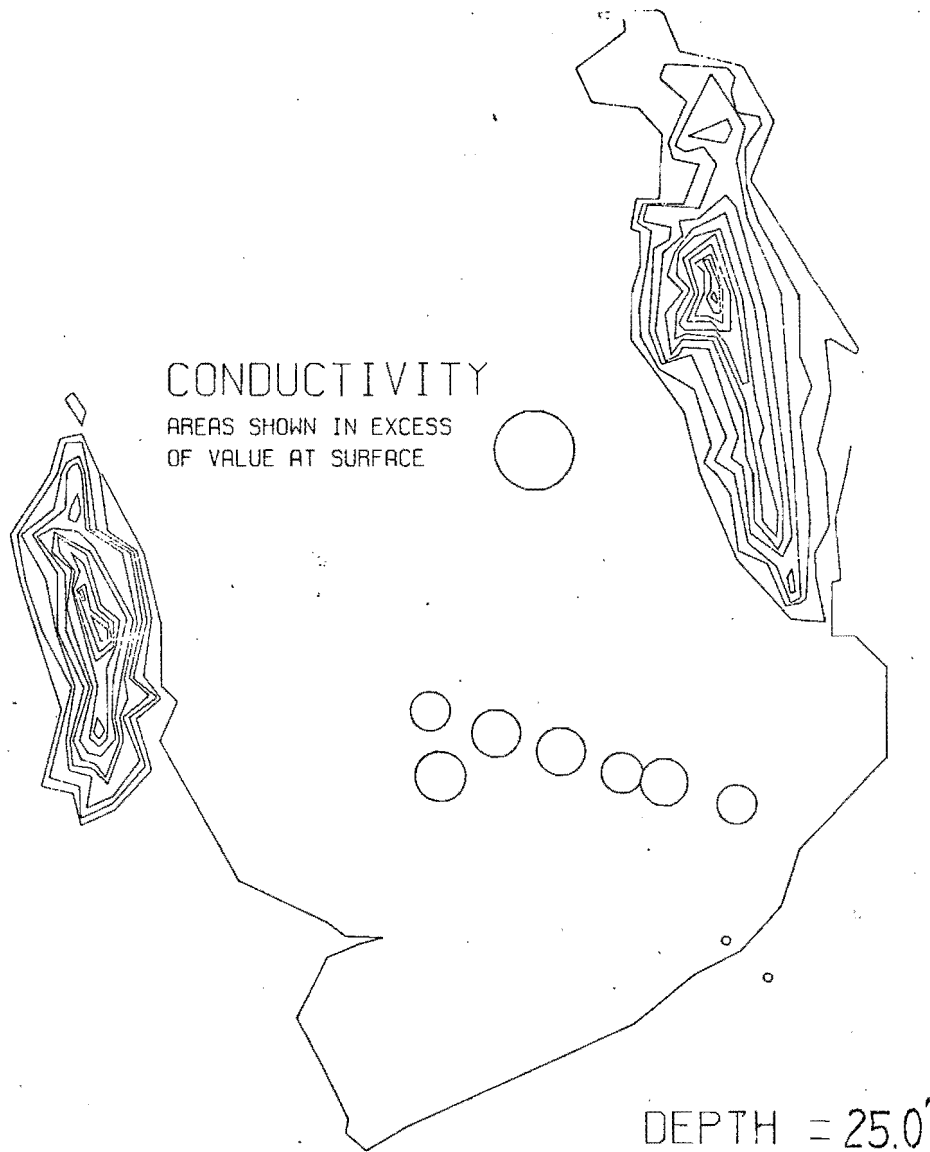 CONDUCTIVITY
AREAS SHOWN IN EXCESS
OF VALUE AT SURFACE
DEPTH = 25.0'